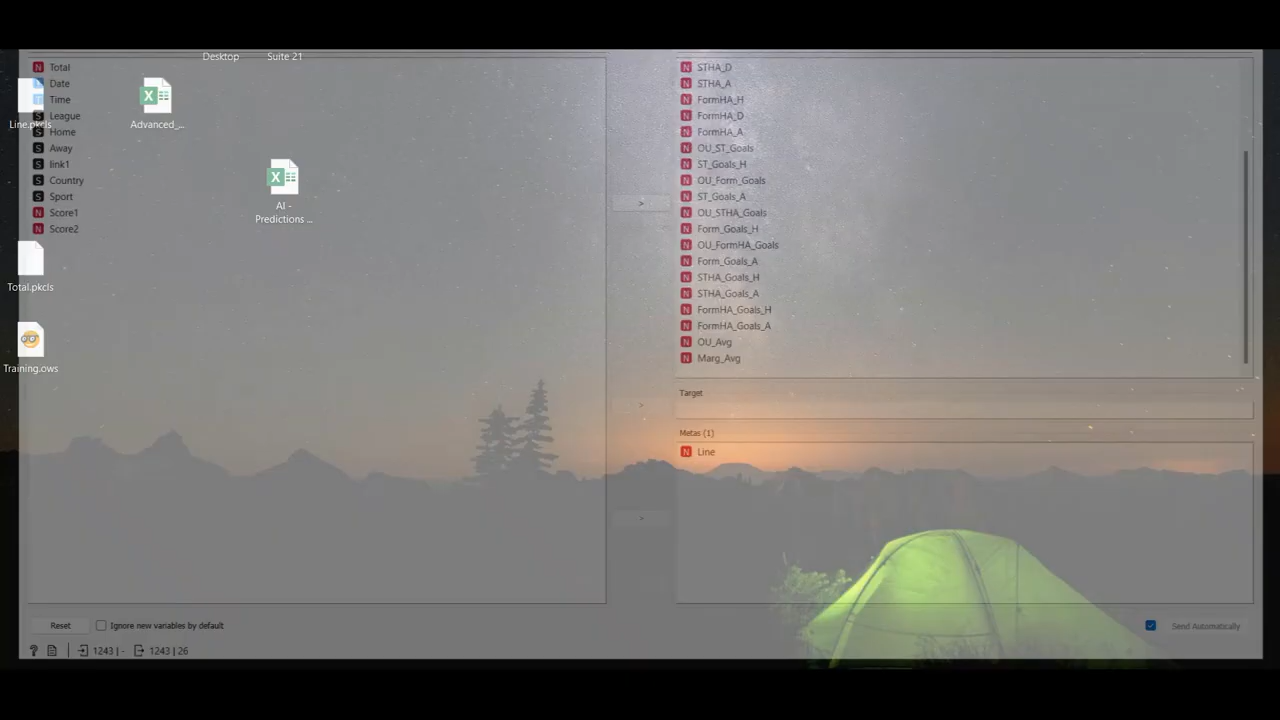 Desktop
Suite 21
Total
Date
Time
League
Home
Away
link1
Country
Sport
Score1
Score2
Line.pkcls
Advanced_...
AI -
Predictions ...
Total.pkcls
Training.ows
STHA_D
STHA_A
FormHA_H
FormHA_D
FormHA_A
OU_ST_Goals
ST_Goals_H
OU_Form_Goals
ST_Goals_A
OU_STHA_Goals
Form_Goals_H
OU_FormHA_Goals
Form_Goals_A
STHA_Goals_H
STHA_Goals_A
FormHA_Goals_H
FormHA_Goals_A
OU_Avg
Marg_Avg
>
Target
>
Metas (1)
Line
Reset
Ignore new variables by default
Send Automatically
? 1243 | - 1243 | 26